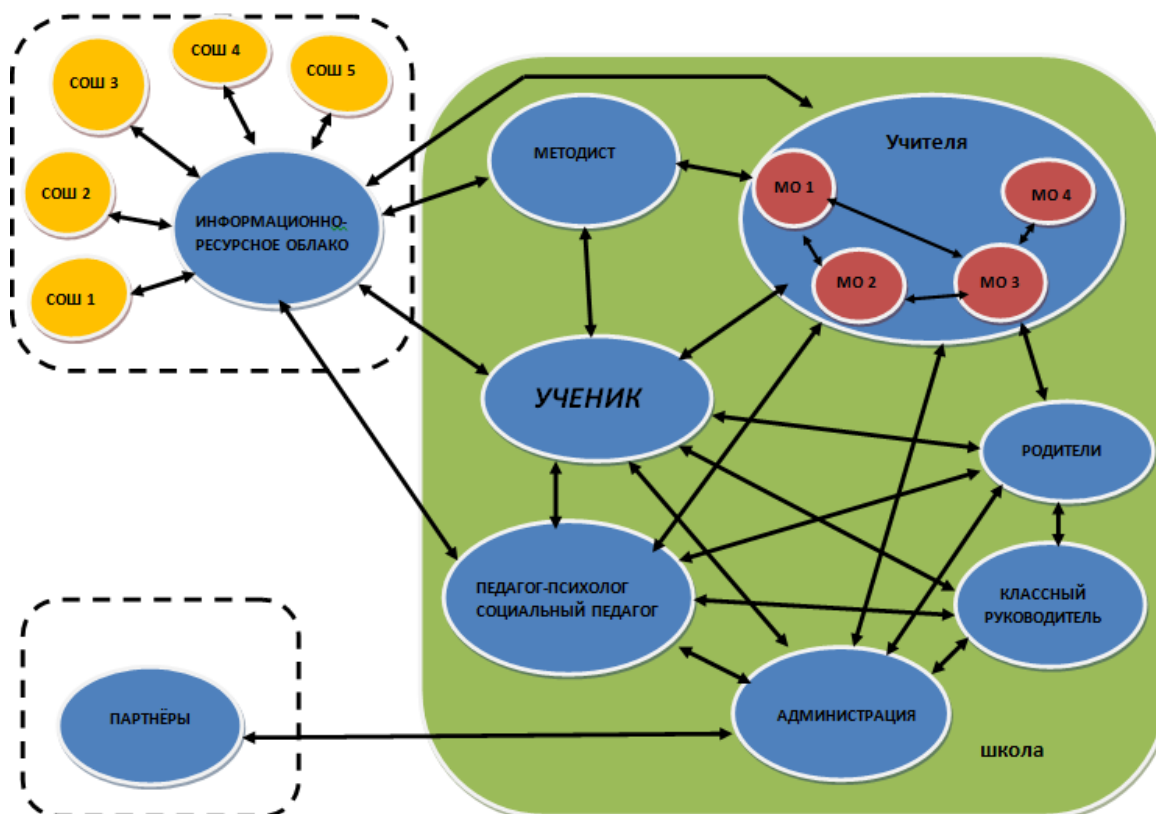 СОШ 4
СОШ 5
СОШ 3
СОШ 2
СОШ 1
ИНФОРМАЦИОННО-
РЕСУРСНОЕ ОБЛАКО
МЕТОДИСТ
Учителя
МО 1
МО 4
МО 2
МО 3
УЧЕНИК
РОДИТЕЛИ
ПЕДАГОГ-ПСИХОЛОГ
СОЦИАЛЬНЫЙ ПЕДАГОГ
КЛАССНЫЙ
РУКОВОДИТЕЛЬ
ПАРТНЁРЫ
АДМИНИСТРАЦИЯ
школа